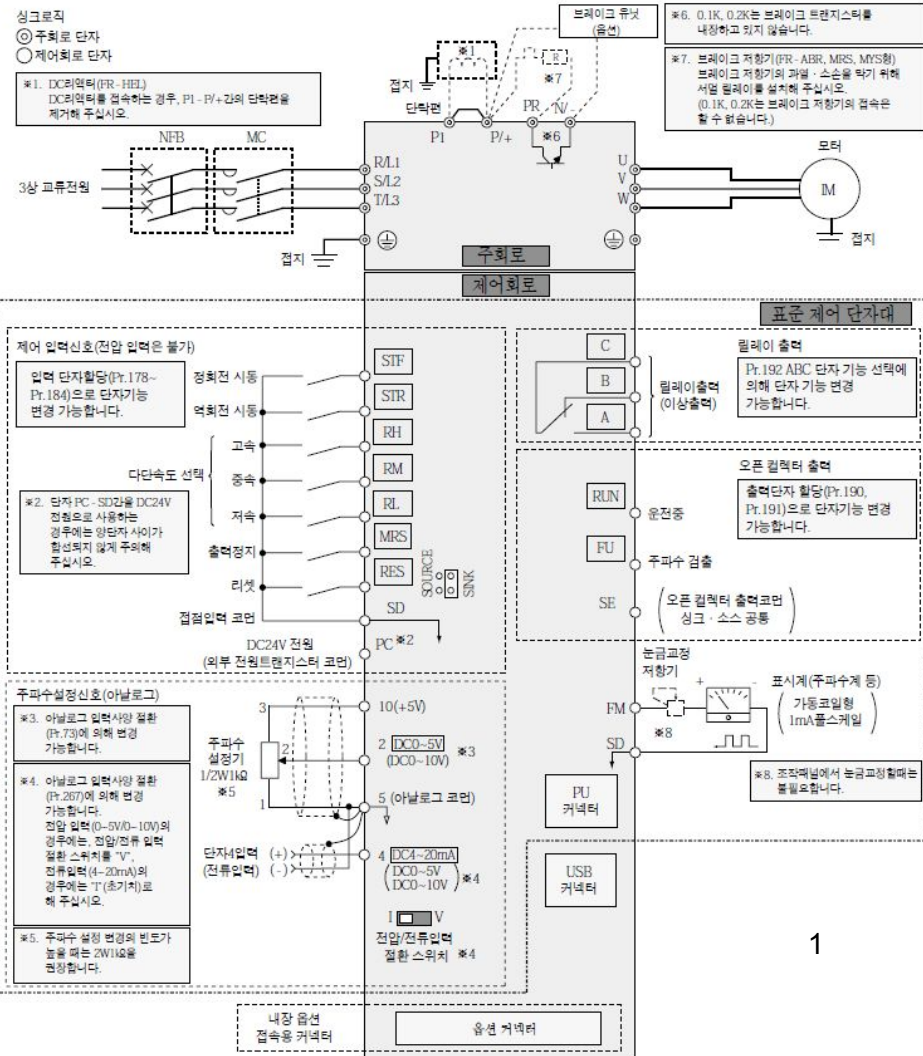 싱크로직
◎ 주회로 단자
○ 제어회로 단자
※1. DC리액터(FR-HEL)
DC리액터를 접속하는 경우, P1 - P/+간의 단락편을
제거해 주십시오.
브레이크 유닛
(옵션)
※6. 0.1K, 0.2K는 브레이크 트랜지스터를
내장하고 있지 않습니다.
※7. 브레이크 저항기(FR-ABR, MRS, MYS형)
브레이크 저항기의 과열 · 소손을 막기 위해
서멀 릴레이를 설치해 주십시오.
(0.1K, 0.2K는 브레이크 저항기의 접속은
할 수 없습니다.)
※1
접지
R
※7
단락편
P1
P/+
PR
N/-
※6
NFB
MC
3상 교류전원
R/L1
S/L2
T/L3
접지
U
V
W
모터
IM
접지
주회로
제어회로
표준 제어 단자대
제어 입력신호(전압 입력은 불가)
입력 단자할당(Pr.178~
Pr.184)으로 단자기능
변경 가능합니다.
정회전 시동
STF
역회전 시동
STR
다단속도 선택
고속
RH
중속
RM
저속
RL
※2. 단자 PC - SD간을 DC24V
전원으로 사용하는
경우에는 양단자 사이가
합선되지 않게 주의해
주십시오.
출력정지
MRS
리셋
RES
SOURCE
SINK
접점입력 코먼
SD
DC24V 전원
(외부 전원트랜지스터 코먼)
PC ※2
C
B
A
릴레이출력
(이상출력)
릴레이 출력
Pr.192 ABC 단자 기능 선택에
의해 단자 기능 변경
가능합니다.
오픈 컬렉터 출력
출력단자 할당(Pr.190,
Pr.191)으로 단자기능 변경
가능합니다.
RUN
운전중
FU
주파수 검출
SE
(오픈 컬렉터 출력코먼
싱크 · 소스 공통)
주파수설정신호(아날로그)
※3. 아날로그 입력사양 절환
(Pr.73)에 의해 변경
가능합니다.
※4. 아날로그 입력사양 절환
(Pr.267)에 의해 변경
가능합니다.
전압 입력(0~5V/0~10V)의
경우에는, 전압/전류 입력
절환 스위치를 "V",
전류입력(4~20mA)의
경우에는 "I"(초기치)로
해 주십시오.
※5. 주파수 설정 변경의 빈도가
높을 때는 2W1kΩ을
권장합니다.
주파수
설정기
1/2W1kΩ
※5
3
2
1
10(+5V)
2 DC0~5V
(DC0~10V)
※3
5 (아날로그 코먼)
단자4입력
(전류입력)
(+)
(-)
4 DC4~20mA
(DC0~5V
DC0~10V)
※4
I
V
전압/전류입력
절환 스위치 ※4
눈금교정
저항기
FM
※8
+
-
표시계(주파수계 등)
(가동코일형
1mA풀스케일)
SD
※8. 조작패널에서 눈금교정할때는
불필요합니다.
PU
커넥터
USB
커넥터
1
내장 옵션
접속용 커넥터
옵션 커넥터